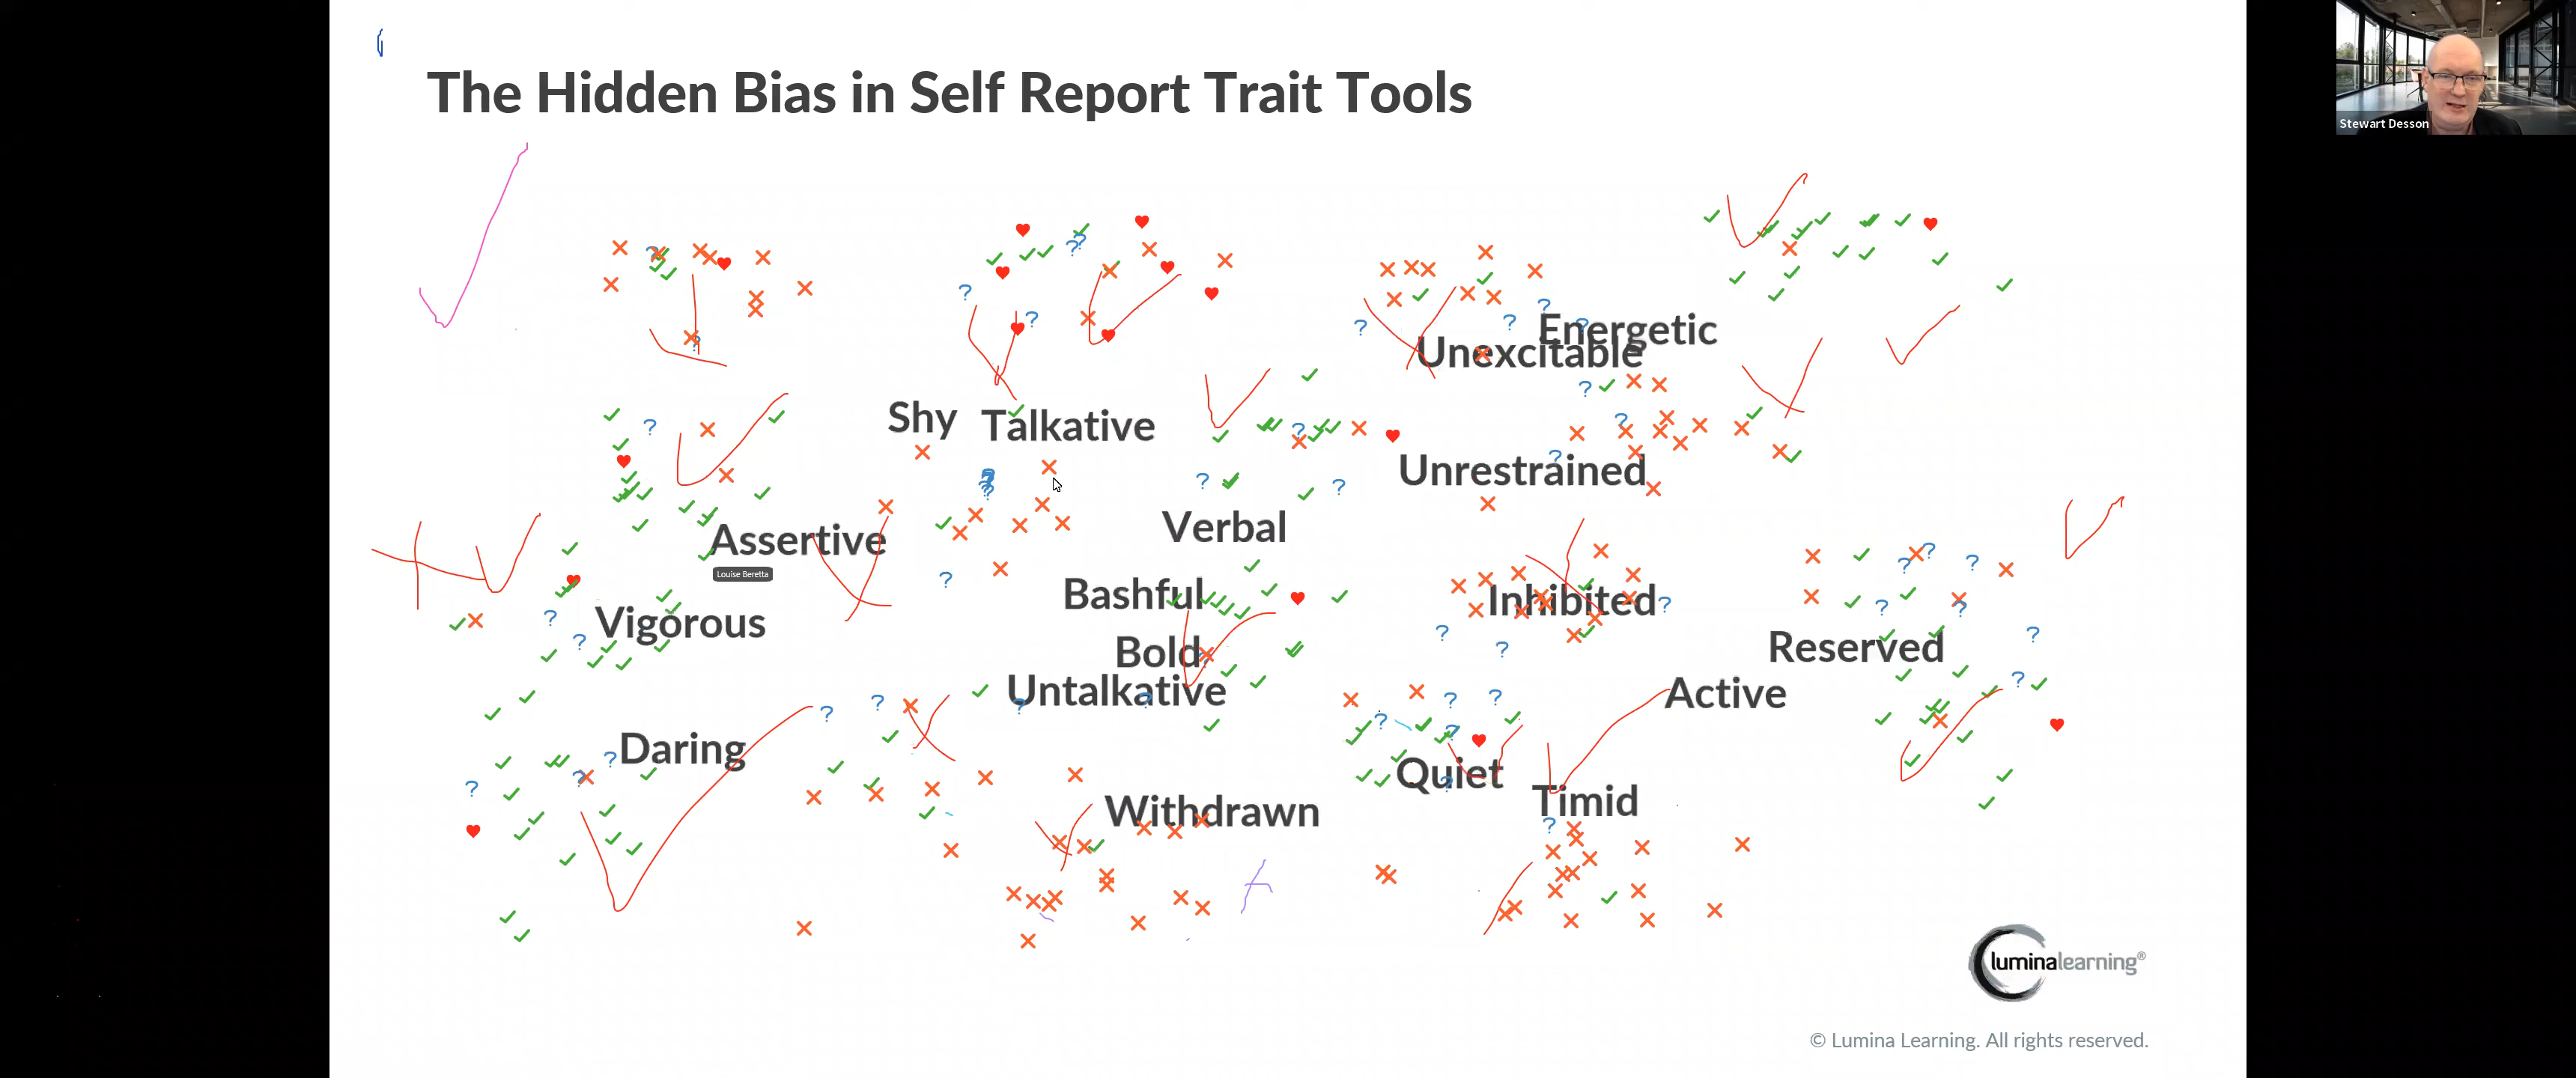 The Hidden Bias in Self Report Trait Tools
Stewart Desson
Energetic
Unexcitable
Shy
Talkative
Unrestrained
Verbal
Assertive
Louise Beretta
Bashful
Inhibited
Vigorous
Bold
Reserved
Untalkative
Active
Daring
Quiet
Timid
Withdrawn
luminalearning®
© Lumina Learning. All rights reserved.